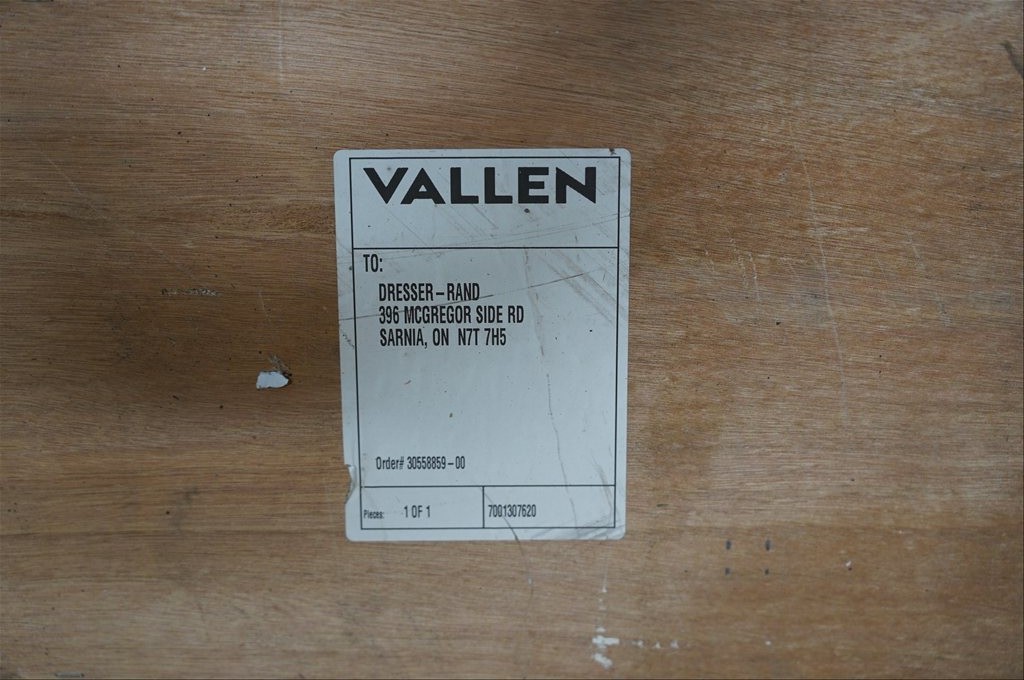 VALLEN
TO:
DRESSER-RAND
396 MCGREGOR SIDE RD
SARNIA, ON N7T 7H5
Order# 30558859-00
Pieces: 1 OF 1 7001307620